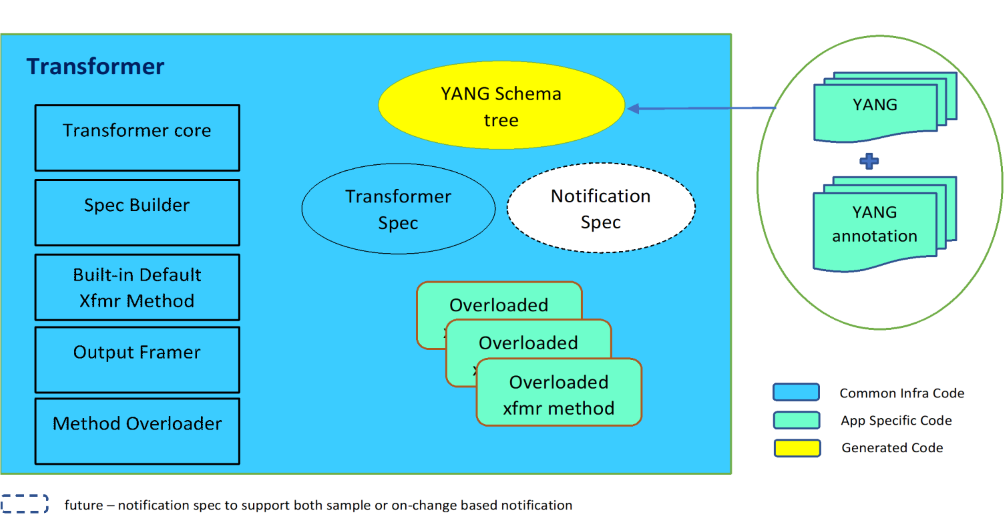 Transformer
Transformer core
Spec Builder
Built-in Default
Xfmr Method
Output Framer
Method Overloader
YANG Schema
tree
Transformer
Spec
Notification
Spec
Overloaded
Overloaded
Overloaded
xfmr method
YANG
YANG
annotation
Common Infra Code
App Specific Code
Generated Code
future – notification spec to support both sample or on-change based notification